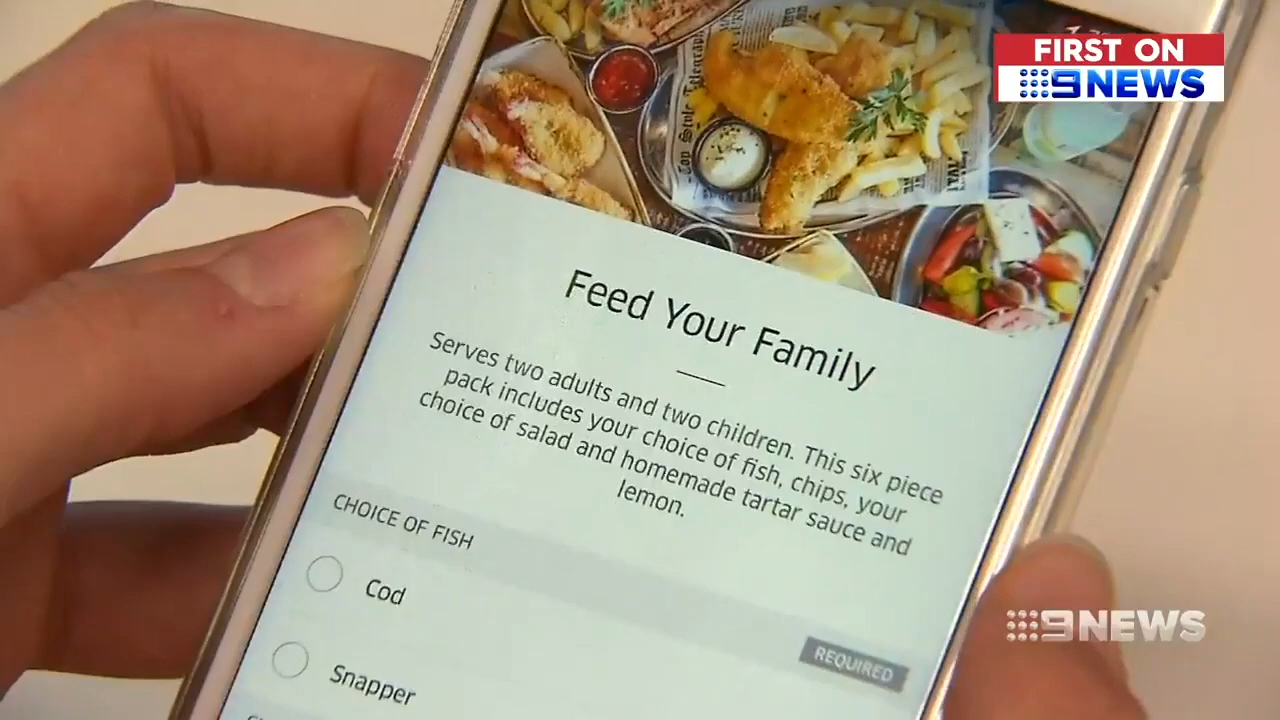 FIRST ON
9NEWS
Feed Your Family
Serves two adults and two children. This six piece
pack includes your choice of fish, chips, your
choice of salad and homemade tartar sauce and
lemon.
CHOICE OF FISH
REQUIRED
Cod
Snapper
9NEWS